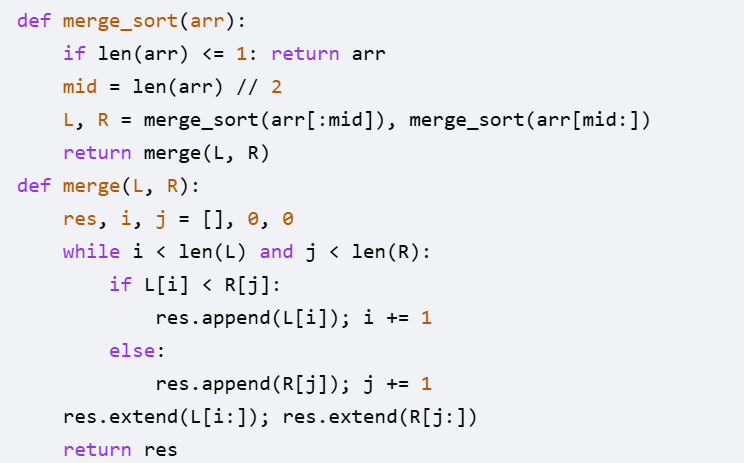 def merge_sort(arr):
    if len(arr) <= 1: return arr
    mid = len(arr) // 2
    L, R = merge_sort(arr[:mid]), merge_sort(arr[mid:])
    return merge(L, R)
def merge(L, R):
    res, i, j = [], 0, 0
    while i < len(L) and j < len(R):
        if L[i] < R[j]:
            res.append(L[i]); i += 1
        else:
            res.append(R[j]); j += 1
    res.extend(L[i:]); res.extend(R[j:])
    return res